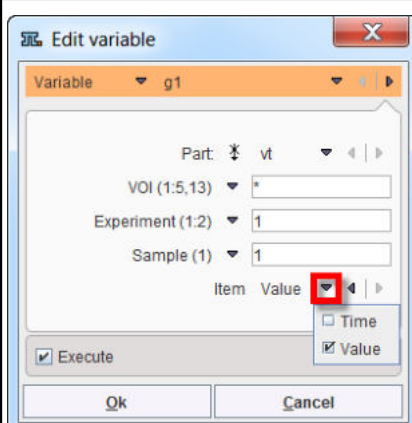 Edit variable
Variable g1
Part: vt
VOI (1:5,13) *
Experiment (1:2) 1
Sample (1) 1
Item Value
Time
Value
Execute
Ok Cancel